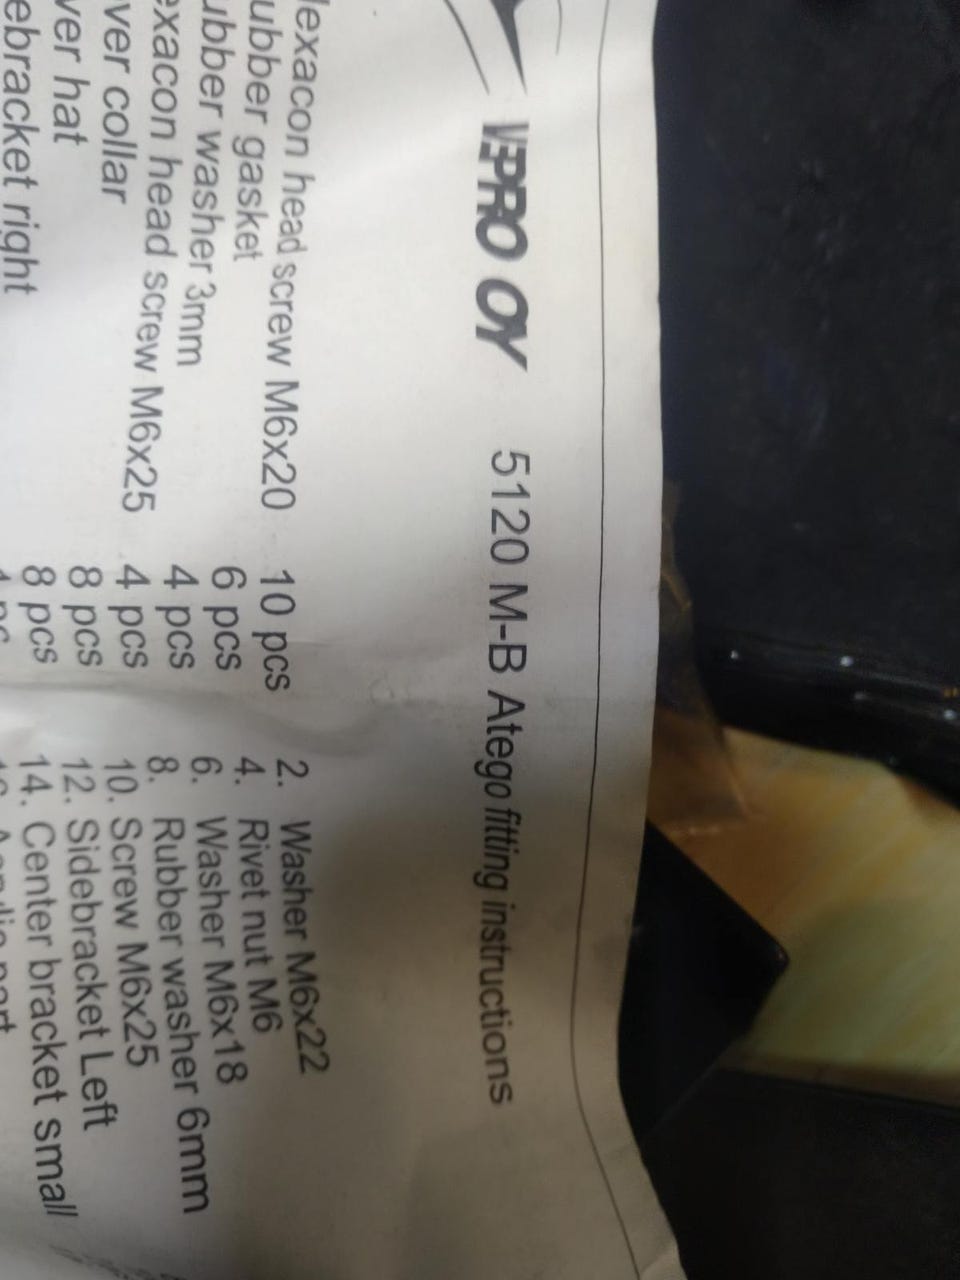 VEPRO OY 5120 M-B Atego fitting instructions
lexacon head screw M6x20 10 pcs 2. Washer M6x22
ubber gasket 6 pcs 4. Rivet nut M6
ubber washer 3mm 4 pcs 6. Washer M6x18
exacon head screw M6x25 4 pcs 8. Rubber washer 6mm
ver collar 8 pcs 10. Screw M6x25
ver hat 8 pcs 12. Sidebracket Left
ebracket right 14. Center bracket small